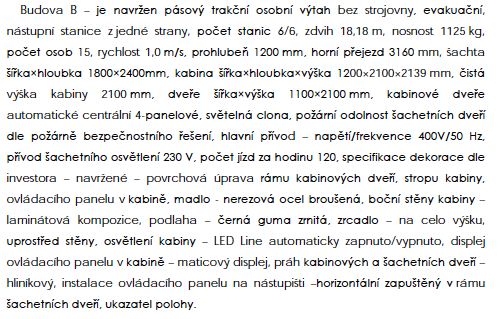 Budova B – je navržen pásový trakční osobní výtah bez strojovny, evakuační,
nástupní stanice z jedné strany, počet stanic 6/6, zdvih 18,18 m, nosnost 1125 kg,
počet osob 15, rychlost 1,0 m/s, prohlubeň 1200 mm, horní přejezd 3160 mm, šachta
šířka×hloubka 1800×2400mm, kabina šířka×hloubka×výška 1200×2100×2139 mm, čistá
výška kabiny 2100 mm, dveře šířka×výška 1100×2100 mm, kabinové dveře
automatické centrální 4-panelové, světelná clona, požární odolnost šachetních dveří
dle požárně bezpečnostního řešení, hlavní přívod – napětí/frekvence 400V/50 Hz,
přívod šachetního osvětlení 230 V, počet jízd za hodinu 120, specifikace dekorace dle
investora – navržené – povrchová úprava rámu kabinových dveří, stropu kabiny,
ovládacího panelu v kabině, madlo - nerezová ocel broušená, boční stěny kabiny –
laminátová kompozice, podlaha – černá guma zrnitá, zrcadlo – na celo výšku,
uprostřed stěny, osvětlení kabiny – LED Line automaticky zapnuto/vypnuto, displej
ovládacího panelu v kabině – maticový displej, práh kabinových a šachetních dveří –
hliníkový, instalace ovládacího panelu na nástupišti –horizontální zapuštěný v rámu
šachetních dveří, ukazatel polohy.